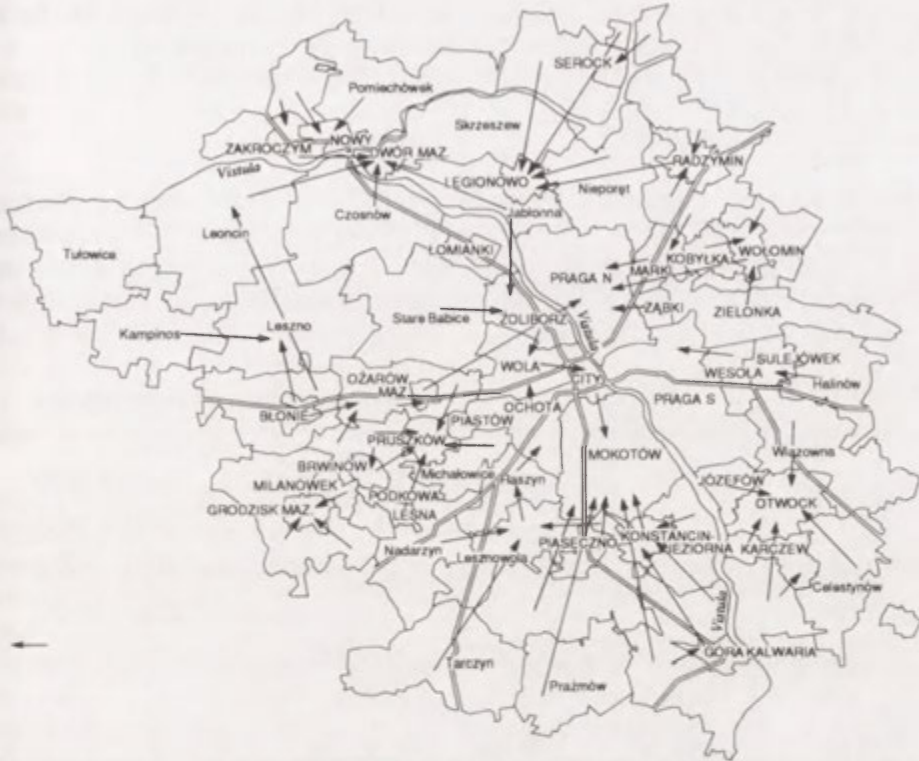 SEROCK
Pomiechówek
Skrzeszew
ZAKROCZYM
NOWY
DWÓR MAZ.
RADZYMIN
Vistula
LEGIONOWO
Nieporęt
Czosnów
Jabłonna
Leoncin
Tułowice
ŁOMIANKI
WOŁOMIN
KOBYŁKA
MARKI
PRAGA N
ZĄBKI
ZIELONKA
Kampinos
Leszno
Stare Babice
ŻOLIBORZ
Vistula
SULEJÓWEK
WOLA
WESOŁA
OŻARÓW
MAZ.
CITY
Halinów
BŁONIE
OCHOTA
PRAGA S
PIASTÓW
PRUSZKÓW
MOKOTÓW
Wiązowna
BRWINÓW
Michałowice
Raszyn
JÓZEFÓW
MILANÓWEK
PODKOWA
LEŚNA
OTWOCK
GRODZISK MAZ.
PIASECZNO
KONSTANCIN-
JEZIORNA
KARCZEW
Nadarzyn
Lesznowola
Celestynów
Vistula
GÓRA KALWARIA
Tarczyn
Prażmów